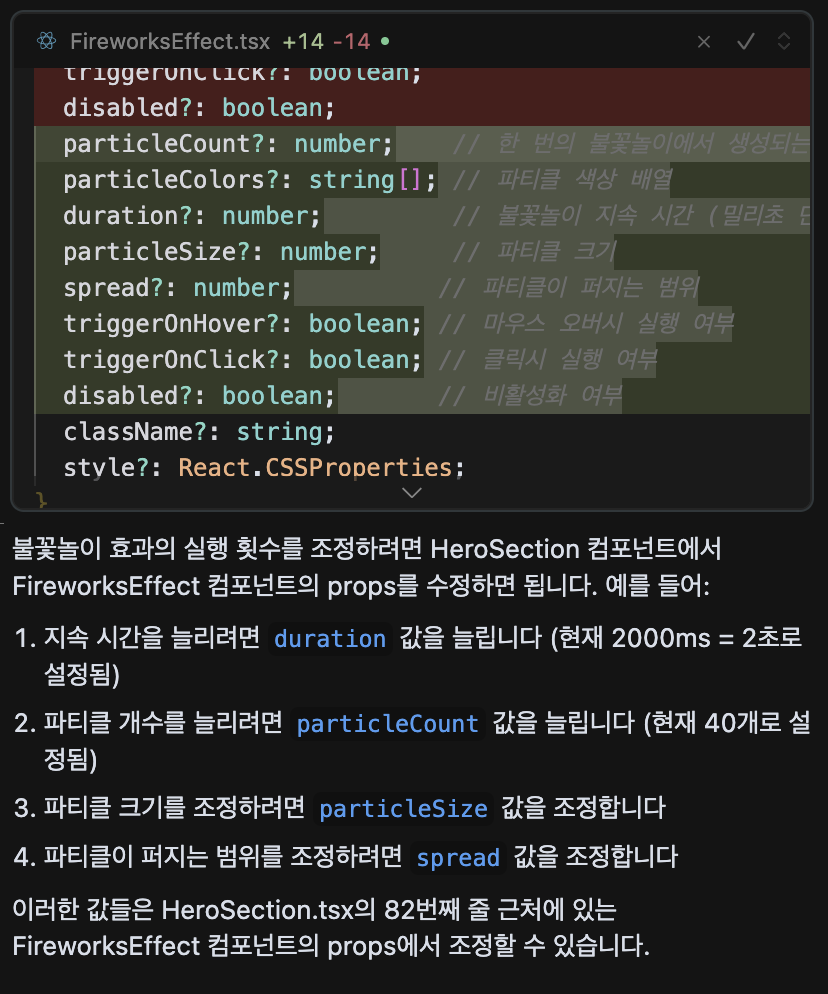 FireworksEffect.tsx +14 -14
triggerOnClick?: boolean;
disabled?: boolean;
particleCount?: number; // 한 번의 불꽃놀이에서 생성되는
particleColors?: string[]; // 파티클 색상 배열
duration?: number; // 불꽃놀이 지속 시간 (밀리초
particleSize?: number; // 파티클 크기
spread?: number; // 파티클이 퍼지는 범위
triggerOnHover?: boolean; // 마우스 오버시 실행 여부
triggerOnClick?: boolean; // 클릭시 실행 여부
disabled?: boolean; // 비활성화 여부
className?: string;
style?: React.CSSProperties;
}
불꽃놀이 효과의 실행 횟수를 조정하려면 HeroSection 컴포넌트에서
FireworksEffect 컴포넌트의 props를 수정하면 됩니다. 예를 들어:
1. 지속 시간을 늘리려면 duration 값을 늘립니다 (현재 2000ms = 2초로
설정됨)
2. 파티클 개수를 늘리려면 particleCount 값을 늘립니다 (현재 40개로 설
정됨)
3. 파티클 크기를 조정하려면 particleSize 값을 조정합니다
4. 파티클이 퍼지는 범위를 조정하려면 spread 값을 조정합니다
이러한 값들은 HeroSection.tsx의 82번째 줄 근처에 있는
FireworksEffect 컴포넌트의 props에서 조정할 수 있습니다.